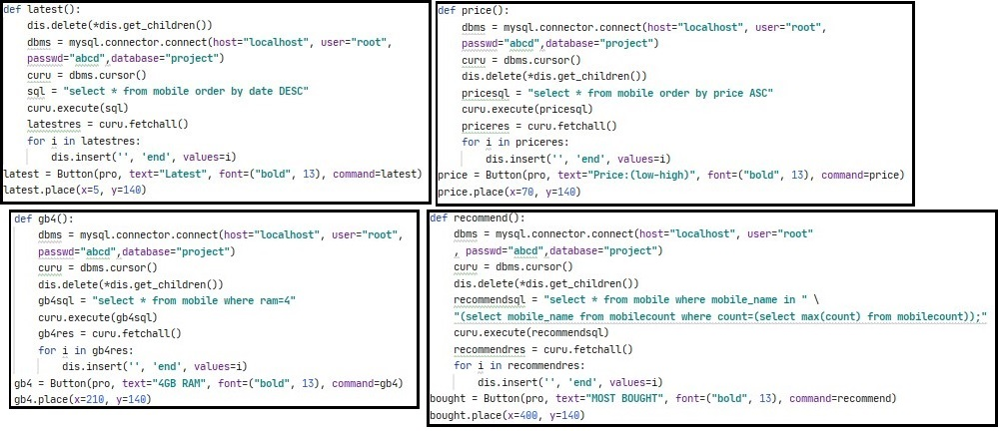 def latest():
    dis.delete(*dis.get_children())
    dbms = mysql.connector.connect(host="localhost", user="root",
    passwd="abcd",database="project")
    curu = dbms.cursor()
    sql = "select * from mobile order by date DESC"
    curu.execute(sql)
    latestres = curu.fetchall()
    for i in latestres:
        dis.insert('', 'end', values=i)
latest = Button(pro, text="Latest", font=("bold", 13), command=latest)
latest.place(x=5, y=140)
def price():
    dbms = mysql.connector.connect(host="localhost", user="root",
    passwd="abcd",database="project")
    curu = dbms.cursor()
    dis.delete(*dis.get_children())
    pricesql = "select * from mobile order by price ASC"
    curu.execute(pricesql)
    priceres = curu.fetchall()
    for i in priceres:
        dis.insert('', 'end', values=i)
price = Button(pro, text="Price:(low-high)", font=("bold", 13), command=price)
price.place(x=70, y=140)
def gb4():
    dbms = mysql.connector.connect(host="localhost", user="root",
    passwd="abcd",database="project")
    curu = dbms.cursor()
    dis.delete(*dis.get_children())
    gb4sql = "select * from mobile where ram=4"
    curu.execute(gb4sql)
    gb4res = curu.fetchall()
    for i in gb4res:
        dis.insert('', 'end', values=i)
gb4 = Button(pro, text="4GB RAM", font=("bold", 13), command=gb4)
gb4.place(x=210, y=140)
def recommend():
    dbms = mysql.connector.connect(host="localhost", user="root"
    , passwd="abcd",database="project")
    curu = dbms.cursor()
    dis.delete(*dis.get_children())
    recommendsql = "select * from mobile where mobile_name in " \
    "(select mobile_name from mobilecount where count=(select max(count) from mobilecount));"
    curu.execute(recommendsql)
    recommendres = curu.fetchall()
    for i in recommendres:
        dis.insert('', 'end', values=i)
bought = Button(pro, text="MOST BOUGHT", font=("bold", 13), command=recommend)
bought.place(x=400, y=140)